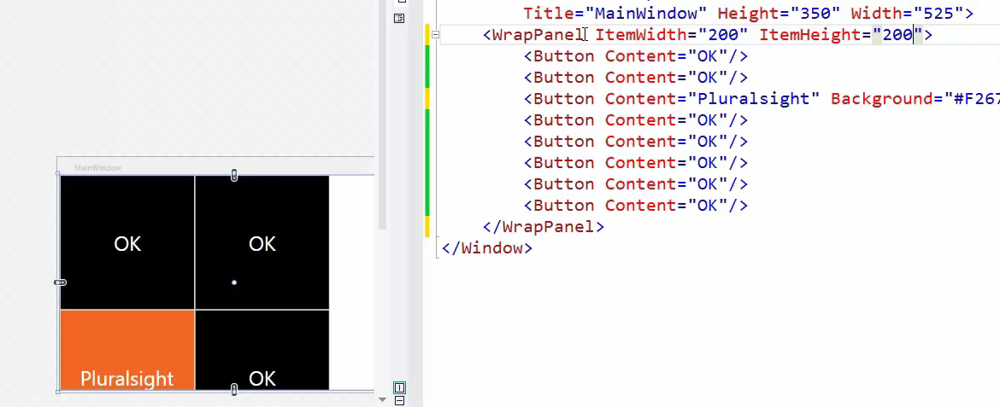 MainWindow
OK OK
Pluralsight OK
Title="MainWindow" Height="350" Width="525">
<WrapPanel ItemWidth="200" ItemHeight="200">
<Button Content="OK"/>
<Button Content="OK"/>
<Button Content="Pluralsight" Background="#F267
<Button Content="OK"/>
<Button Content="OK"/>
<Button Content="OK"/>
<Button Content="OK"/>
<Button Content="OK"/>
</WrapPanel>
</Window>